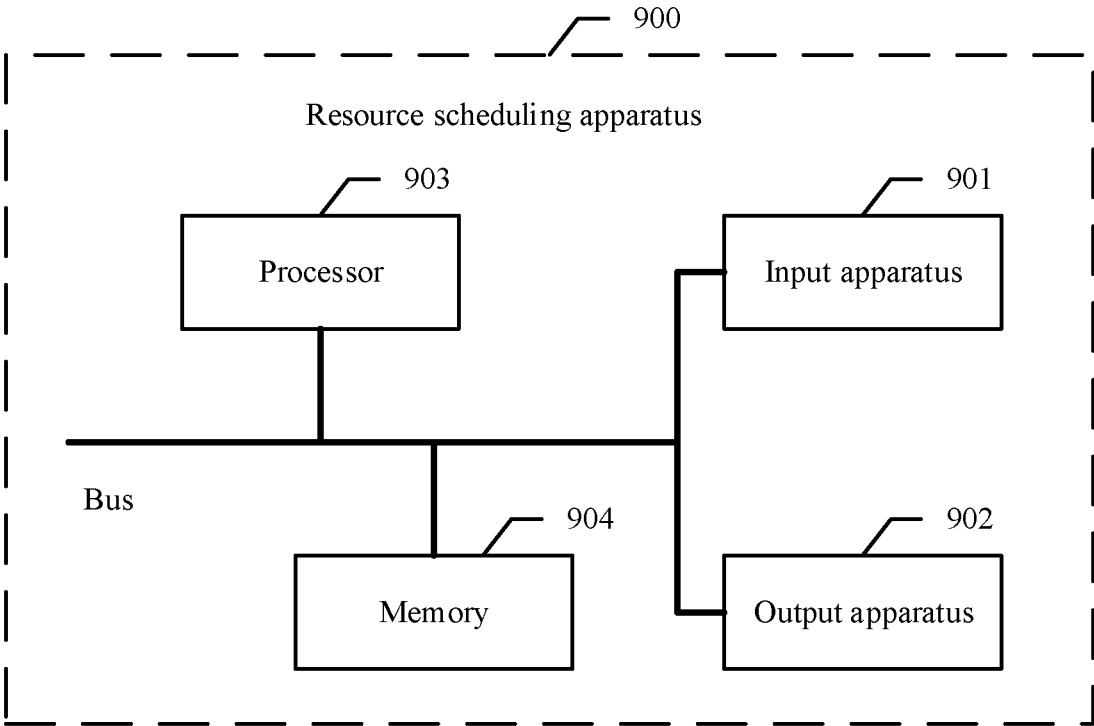 900
Resource scheduling apparatus
903
901
Processor
Input apparatus
Bus
904
902
Memory
Output apparatus